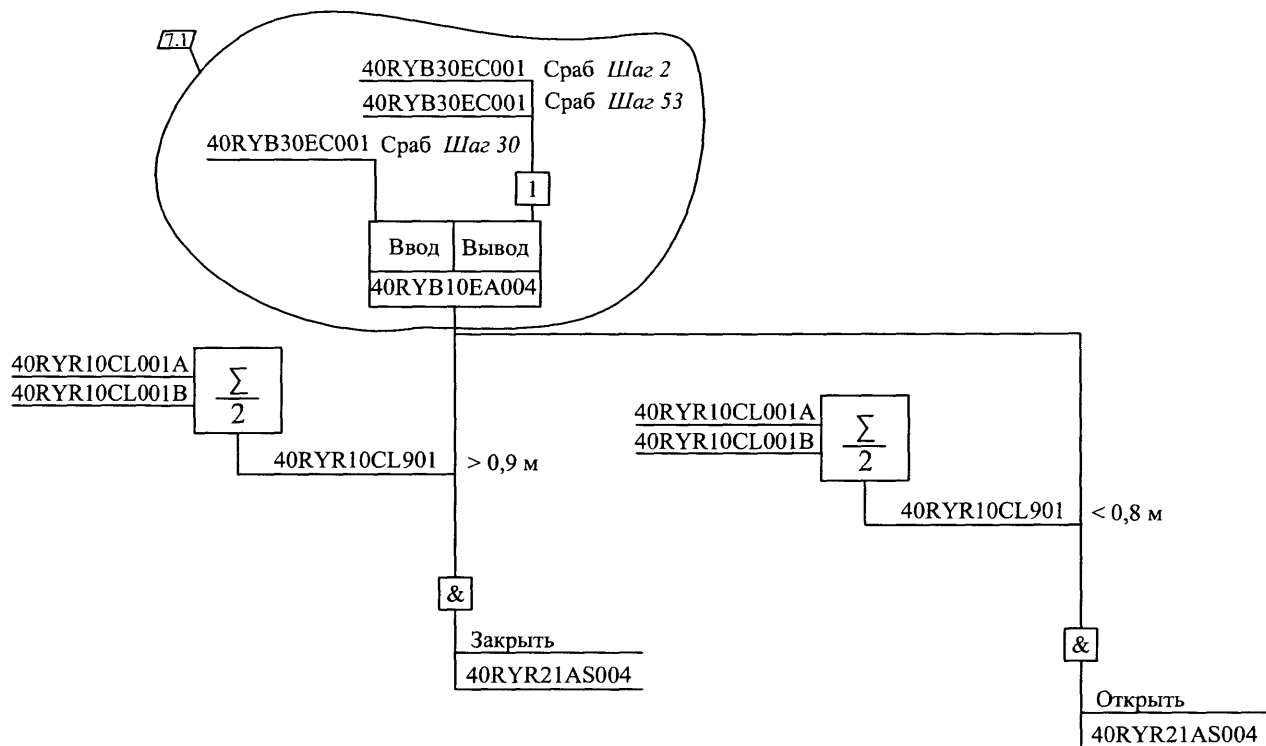 7.1
40RYB30EC001 Сраб Шаг 2
40RYB30EC001 Сраб Шаг 53
40RYB30EC001 Сраб Шаг 30
1
Ввод Вывод
40RYB10EA004
40RYR10CL001A
40RYR10CL001B
Σ
2
40RYR10CL901 > 0,9 м
40RYR10CL001A
40RYR10CL001B
Σ
2
40RYR10CL901 < 0,8 м
&
Закрыть
40RYR21AS004
&
Открыть
40RYR21AS004